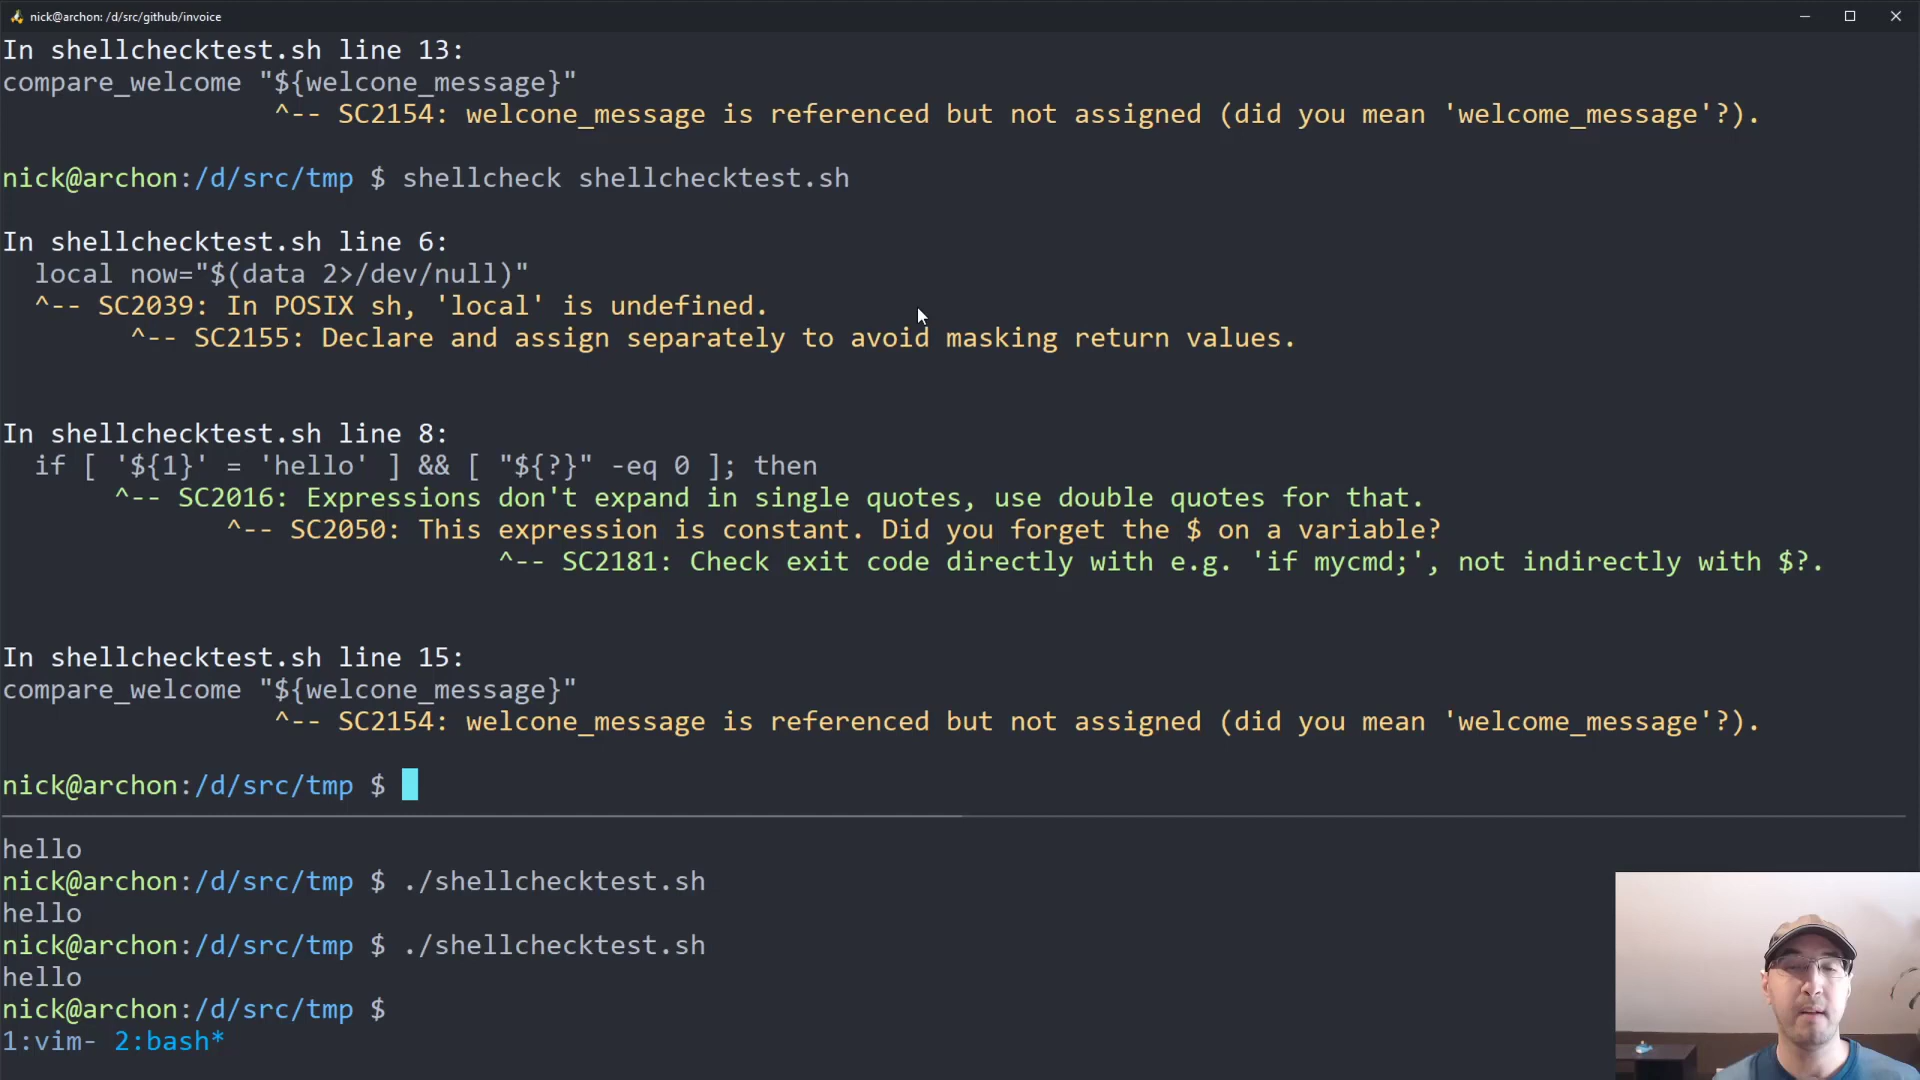 nick@archon: /d/src/github/invoice
In shellchecktest.sh line 13:
compare_welcome "${welcone_message}"
^-- SC2154: welcone_message is referenced but not assigned (did you mean 'welcome_message'?).
nick@archon:/d/src/tmp $ shellcheck shellchecktest.sh
In shellchecktest.sh line 6:
local now="$(data 2>/dev/null)"
^-- SC2039: In POSIX sh, 'local' is undefined.
^-- SC2155: Declare and assign separately to avoid masking return values.
In shellchecktest.sh line 8:
if [ '${1}' = 'hello' ] && [ "${?}" -eq 0 ]; then
^-- SC2016: Expressions don't expand in single quotes, use double quotes for that.
^-- SC2050: This expression is constant. Did you forget the $ on a variable?
^-- SC2181: Check exit code directly with e.g. 'if mycmd;', not indirectly with $?.
In shellchecktest.sh line 15:
compare_welcome "${welcone_message}"
^-- SC2154: welcone_message is referenced but not assigned (did you mean 'welcome_message'?).
nick@archon:/d/src/tmp $
hello
nick@archon:/d/src/tmp $ ./shellchecktest.sh
hello
nick@archon:/d/src/tmp $ ./shellchecktest.sh
hello
nick@archon:/d/src/tmp $
1:vim- 2:bash*